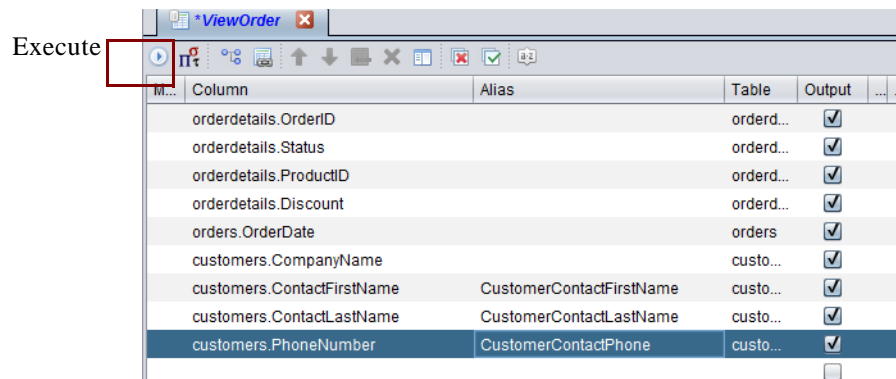 *ViewOrder
Execute
M... Column Alias Table Output ... .
orderdetails.OrderID orderd...
orderdetails.Status orderd...
orderdetails.ProductID orderd...
orderdetails.Discount orderd...
orders.OrderDate orders
customers.CompanyName custo...
customers.ContactFirstName CustomerContactFirstName custo...
customers.ContactLastName CustomerContactLastName custo...
customers.PhoneNumber CustomerContactPhone custo...